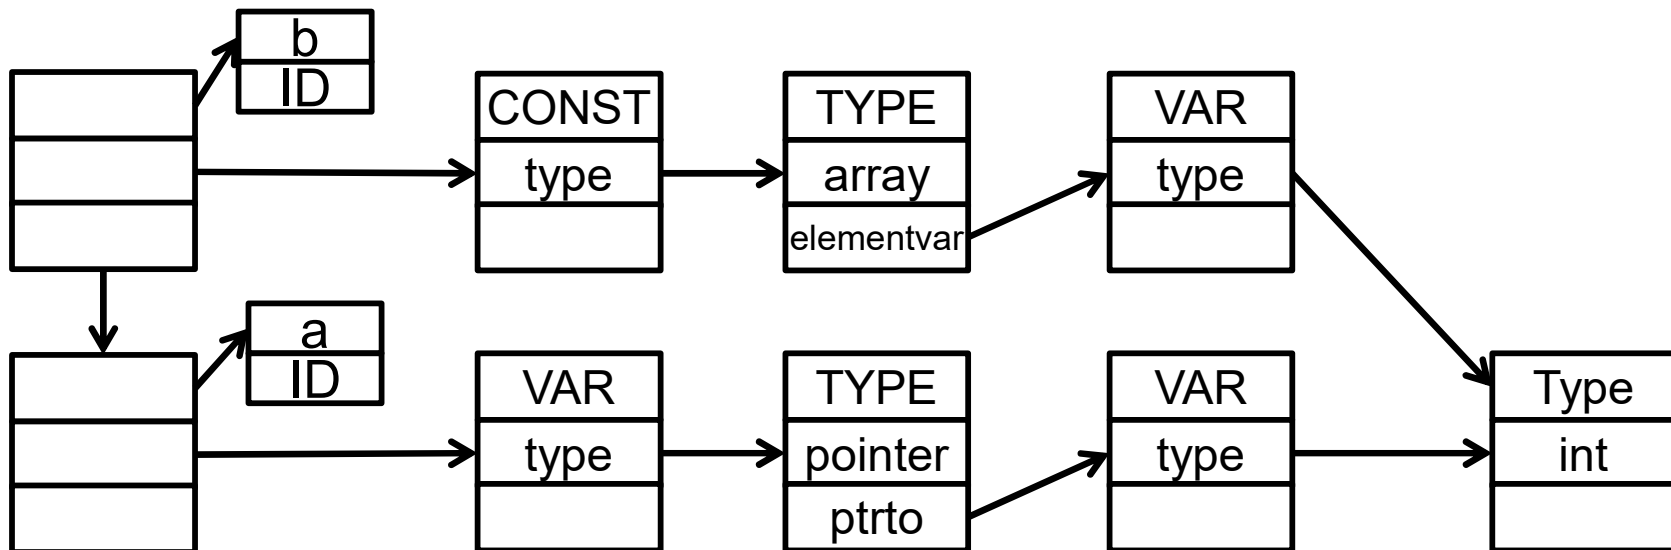 b
ID
CONST
type
TYPE
array
elementvar
VAR
type
a
ID
VAR
type
TYPE
pointer
ptrto
VAR
type
Type
int